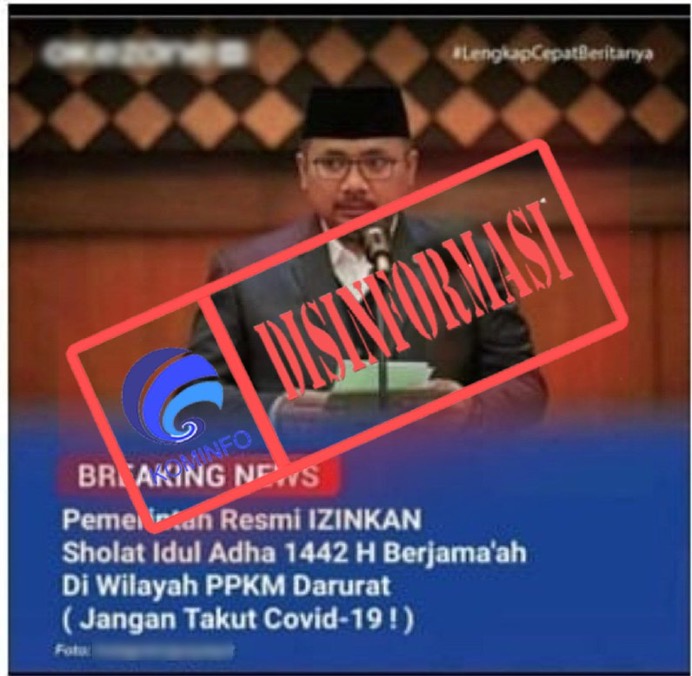 #LengkapCepatBeritanya
DISINFORMASI
KOMINFO
BREAKING NEWS
Pemerintah Resmi IZINKAN
Sholat Idul Adha 1442 H Berjama'ah
Di Wilayah PPKM Darurat
( Jangan Takut Covid-19 ! )
Foto: